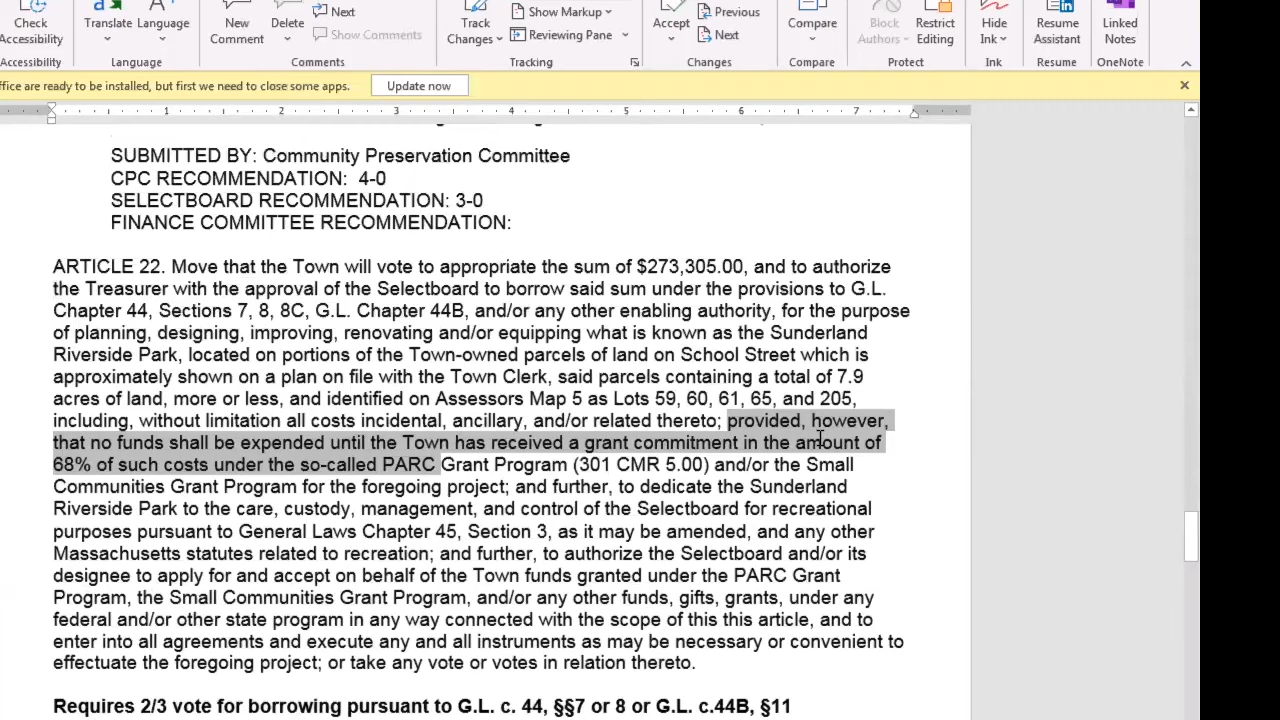 Check
Accessibility
Accessibility
Translate
Language
Language
New
Comment
Delete
Next
Show Comments
Comments
Track
Changes
Show Markup
Reviewing Pane
Tracking
Accept
Previous
Next
Changes
Compare
Compare
Block
Authors
Restrict
Editing
Protect
Hide
Ink
Ink
Resume
Assistant
Resume
Linked
Notes
OneNote
ffice are ready to be installed, but first we need to close some apps.
Update now
1 2 3 4 5 6 7
SUBMITTED BY: Community Preservation Committee
CPC RECOMMENDATION: 4-0
SELECTBOARD RECOMMENDATION: 3-0
FINANCE COMMITTEE RECOMMENDATION:
ARTICLE 22. Move that the Town will vote to appropriate the sum of $273,305.00, and to authorize
the Treasurer with the approval of the Selectboard to borrow said sum under the provisions to G.L.
Chapter 44, Sections 7, 8, 8C, G.L. Chapter 44B, and/or any other enabling authority, for the purpose
of planning, designing, improving, renovating and/or equipping what is known as the Sunderland
Riverside Park, located on portions of the Town-owned parcels of land on School Street which is
approximately shown on a plan on file with the Town Clerk, said parcels containing a total of 7.9
acres of land, more or less, and identified on Assessors Map 5 as Lots 59, 60, 61, 65, and 205,
including, without limitation all costs incidental, ancillary, and/or related thereto; provided, however,
that no funds shall be expended until the Town has received a grant commitment in the amount of
68% of such costs under the so-called PARC Grant Program (301 CMR 5.00) and/or the Small
Communities Grant Program for the foregoing project; and further, to dedicate the Sunderland
Riverside Park to the care, custody, management, and control of the Selectboard for recreational
purposes pursuant to General Laws Chapter 45, Section 3, as it may be amended, and any other
Massachusetts statutes related to recreation; and further, to authorize the Selectboard and/or its
designee to apply for and accept on behalf of the Town funds granted under the PARC Grant
Program, the Small Communities Grant Program, and/or any other funds, gifts, grants, under any
federal and/or other state program in any way connected with the scope of this this article, and to
enter into all agreements and execute any and all instruments as may be necessary or convenient to
effectuate the foregoing project; or take any vote or votes in relation thereto.
Requires 2/3 vote for borrowing pursuant to G.L. c. 44, §§7 or 8 or G.L. c.44B, §11